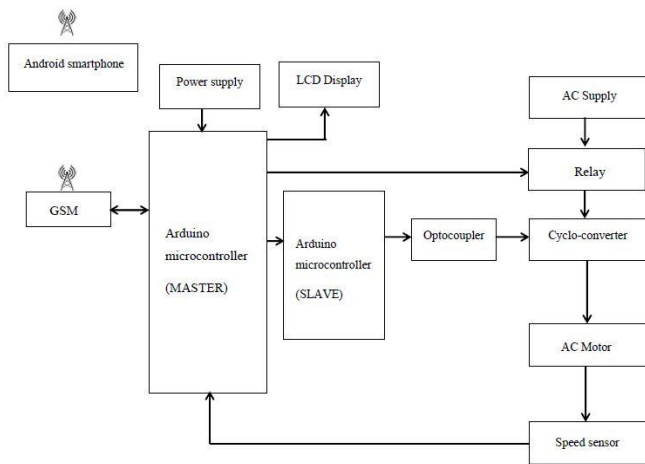 Android smartphone
Power supply
LCD Display
AC Supply
Relay
GSM
Arduino
microcontroller
(MASTER)
Arduino
microcontroller
(SLAVE)
Optocoupler
Cyclo-converter
AC Motor
Speed sensor